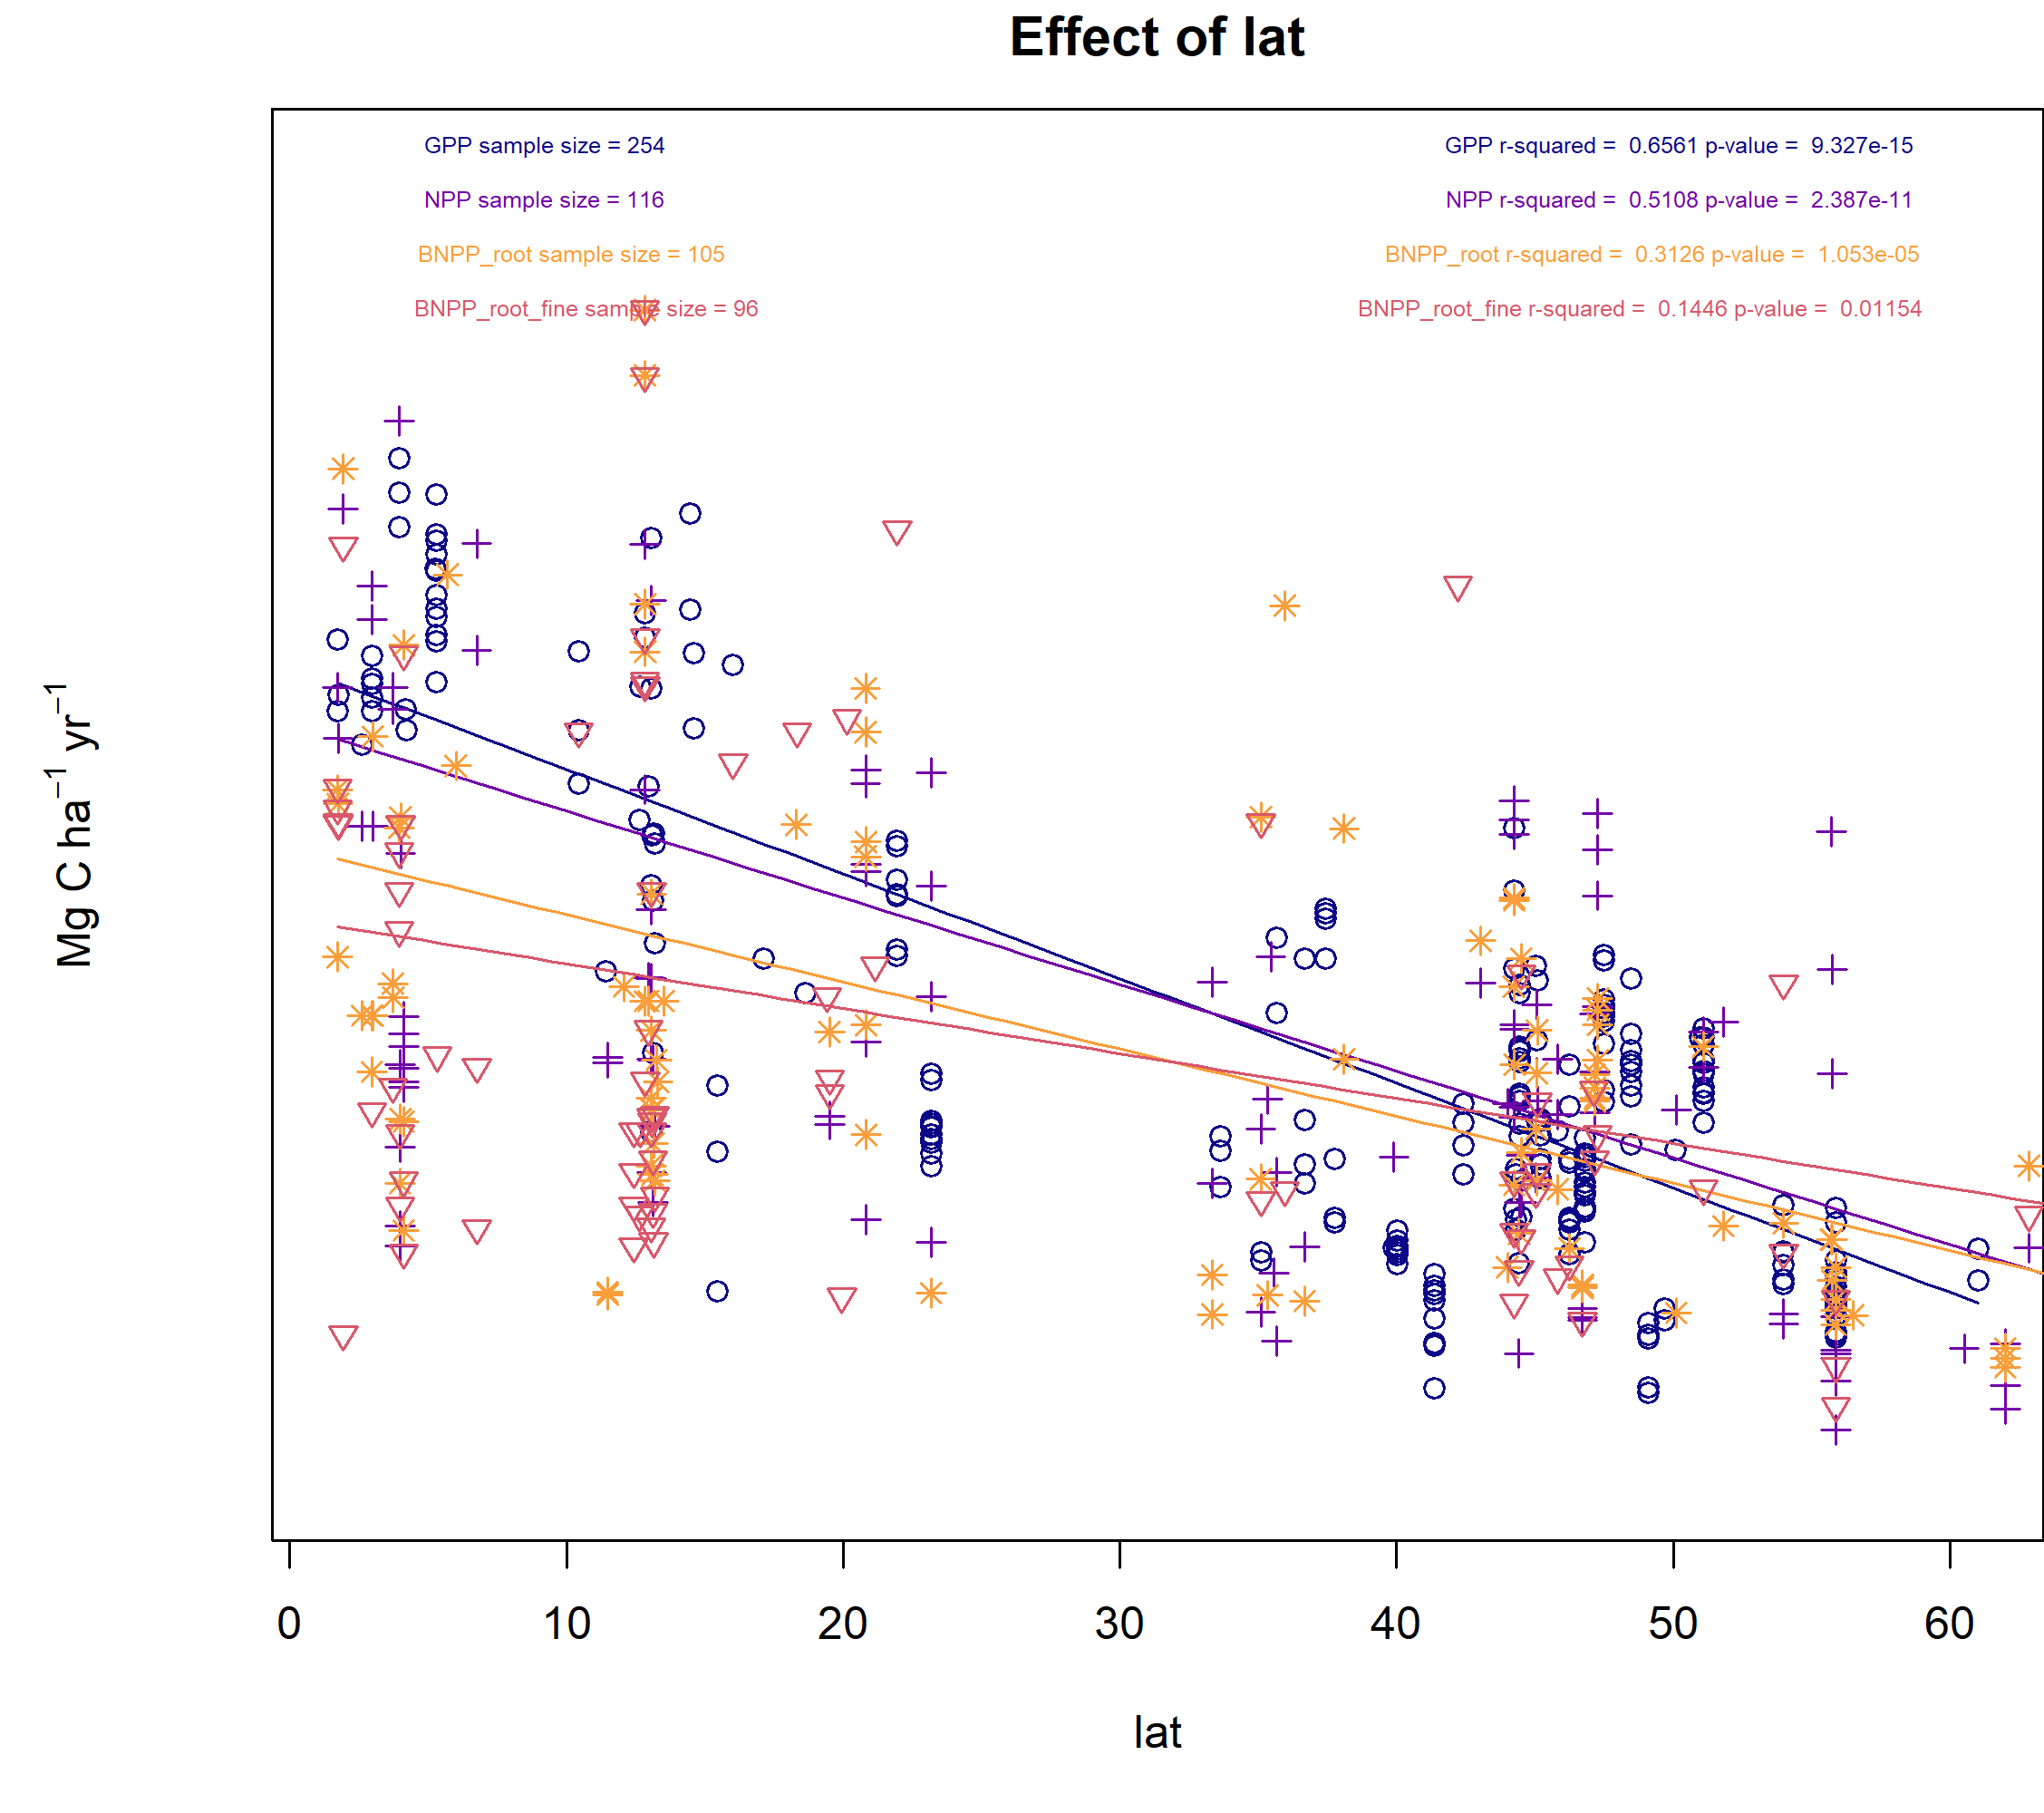 Effect of lat
GPP sample size = 254
NPP sample size = 116
BNPP_root sample size = 105
BNPP_root_fine sample size = 96
GPP r-squared = 0.6561 p-value = 9.327e-15
NPP r-squared = 0.5108 p-value = 2.387e-11
BNPP_root r-squared = 0.3126 p-value = 1.053e-05
BNPP_root_fine r-squared = 0.1446 p-value = 0.01154
Mg C ha⁻¹ yr⁻¹
0 10 20 30 40 50 60
lat